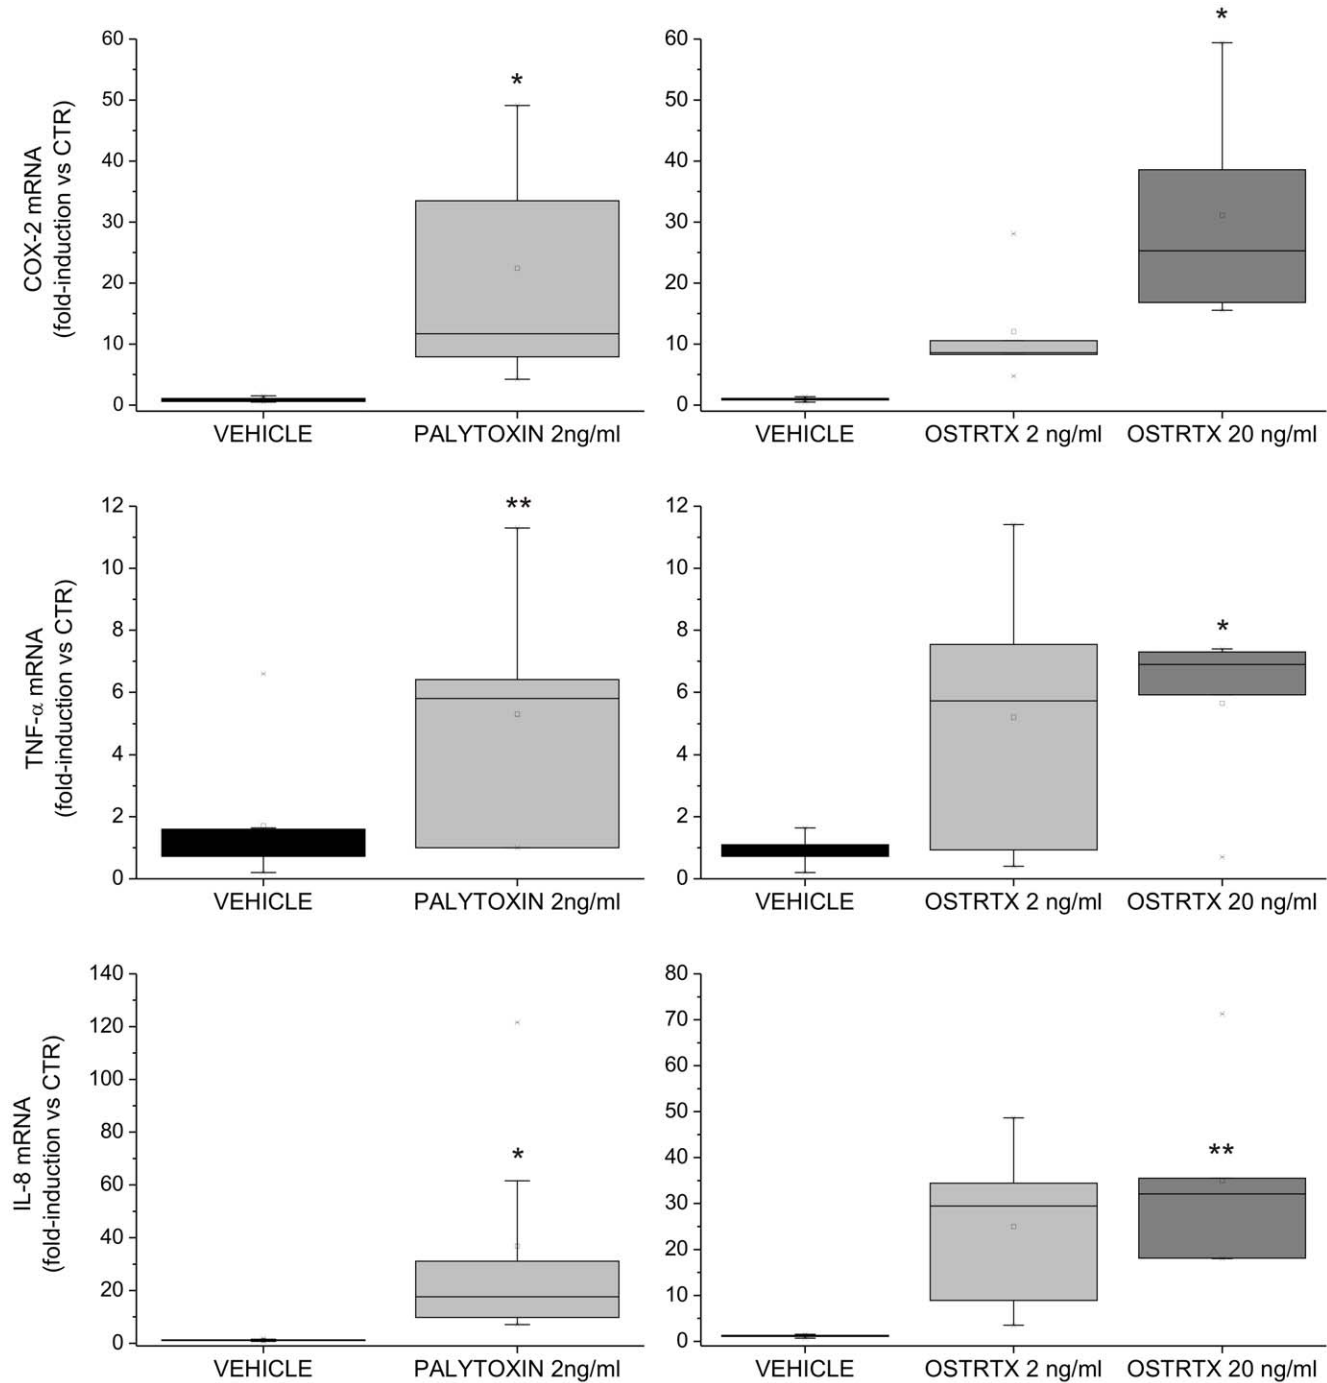 *
60
50
40
30
20
10
0
COX-2 mRNA
(fold-induction vs CTR)
*
VEHICLE
PALYTOXIN 2ng/ml
60
50
40
30
20
10
0
VEHICLE
OSTRTX 2 ng/ml
OSTRTX 20 ng/ml
12
10
8
6
4
2
0
TNF-α mRNA
(fold-induction vs CTR)
**
VEHICLE
PALYTOXIN 2ng/ml
12
10
8
6
4
2
0
*
VEHICLE
OSTRTX 2 ng/ml
OSTRTX 20 ng/ml
140
120
100
80
60
40
20
0
IL-8 mRNA
(fold-induction vs CTR)
*
VEHICLE
PALYTOXIN 2ng/ml
80
70
60
50
40
30
20
10
0
**
VEHICLE
OSTRTX 2 ng/ml
OSTRTX 20 ng/ml